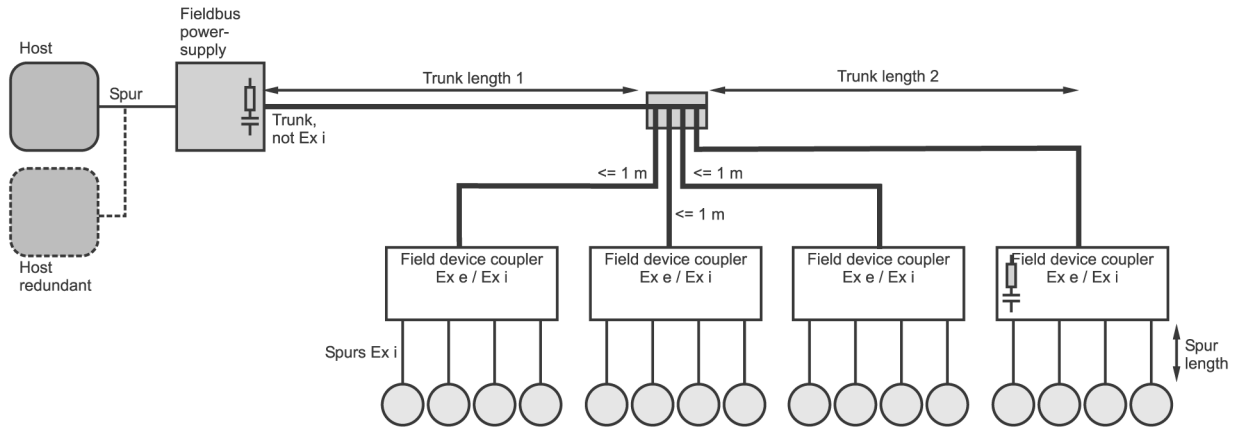 Fieldbus
power-
supply
Host
Spur
Trunk length 1
Trunk length 2
Trunk,
not Ex i
<= 1 m
<= 1 m
<= 1 m
Host
redundant
Field device coupler
Ex e / Ex i
Field device coupler
Ex e / Ex i
Field device coupler
Ex e / Ex i
Field device coupler
Ex e / Ex i
Spurs Ex i
Spur
length